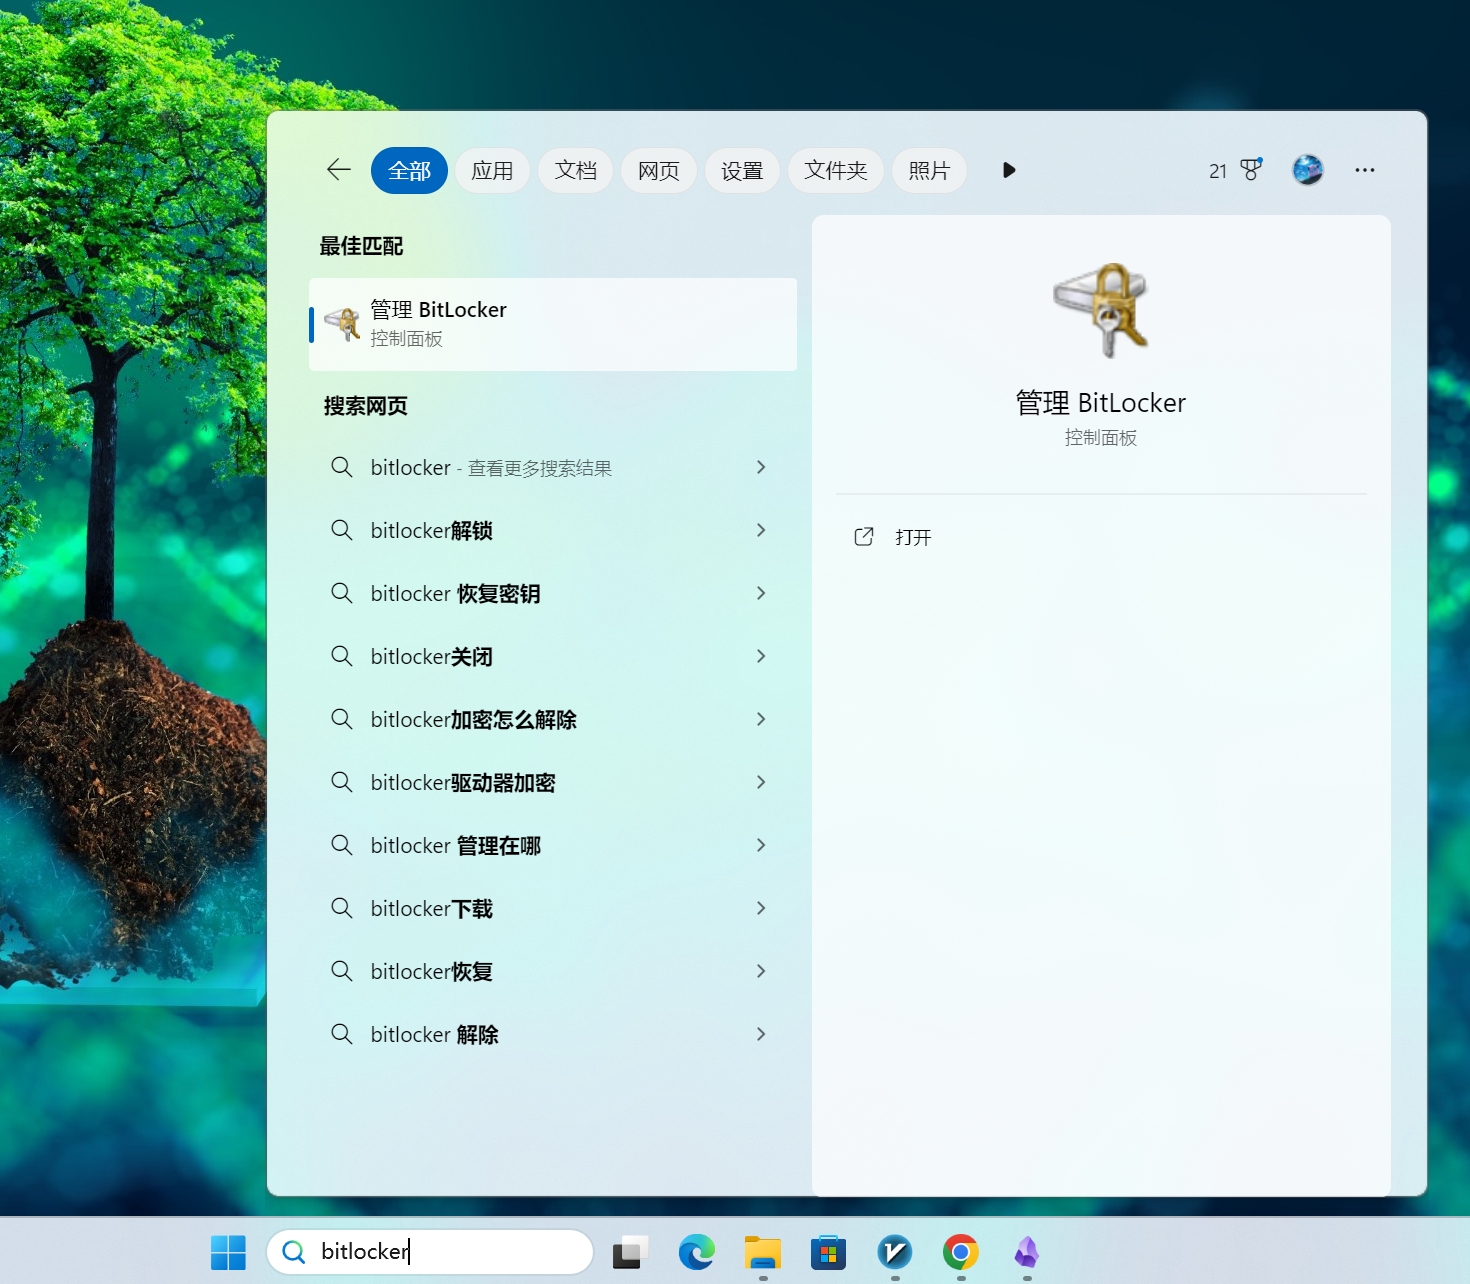 全部 应用 文档 网页 设置 文件夹 照片 21
最佳匹配
管理 BitLocker
控制面板
搜索网页
bitlocker - 查看更多搜索结果
bitlocker解锁
bitlocker 恢复密钥
bitlocker关闭
bitlocker加密怎么解除
bitlocker驱动器加密
bitlocker 管理在哪
bitlocker下载
bitlocker恢复
bitlocker 解除
管理 BitLocker
控制面板
打开
bitlocker